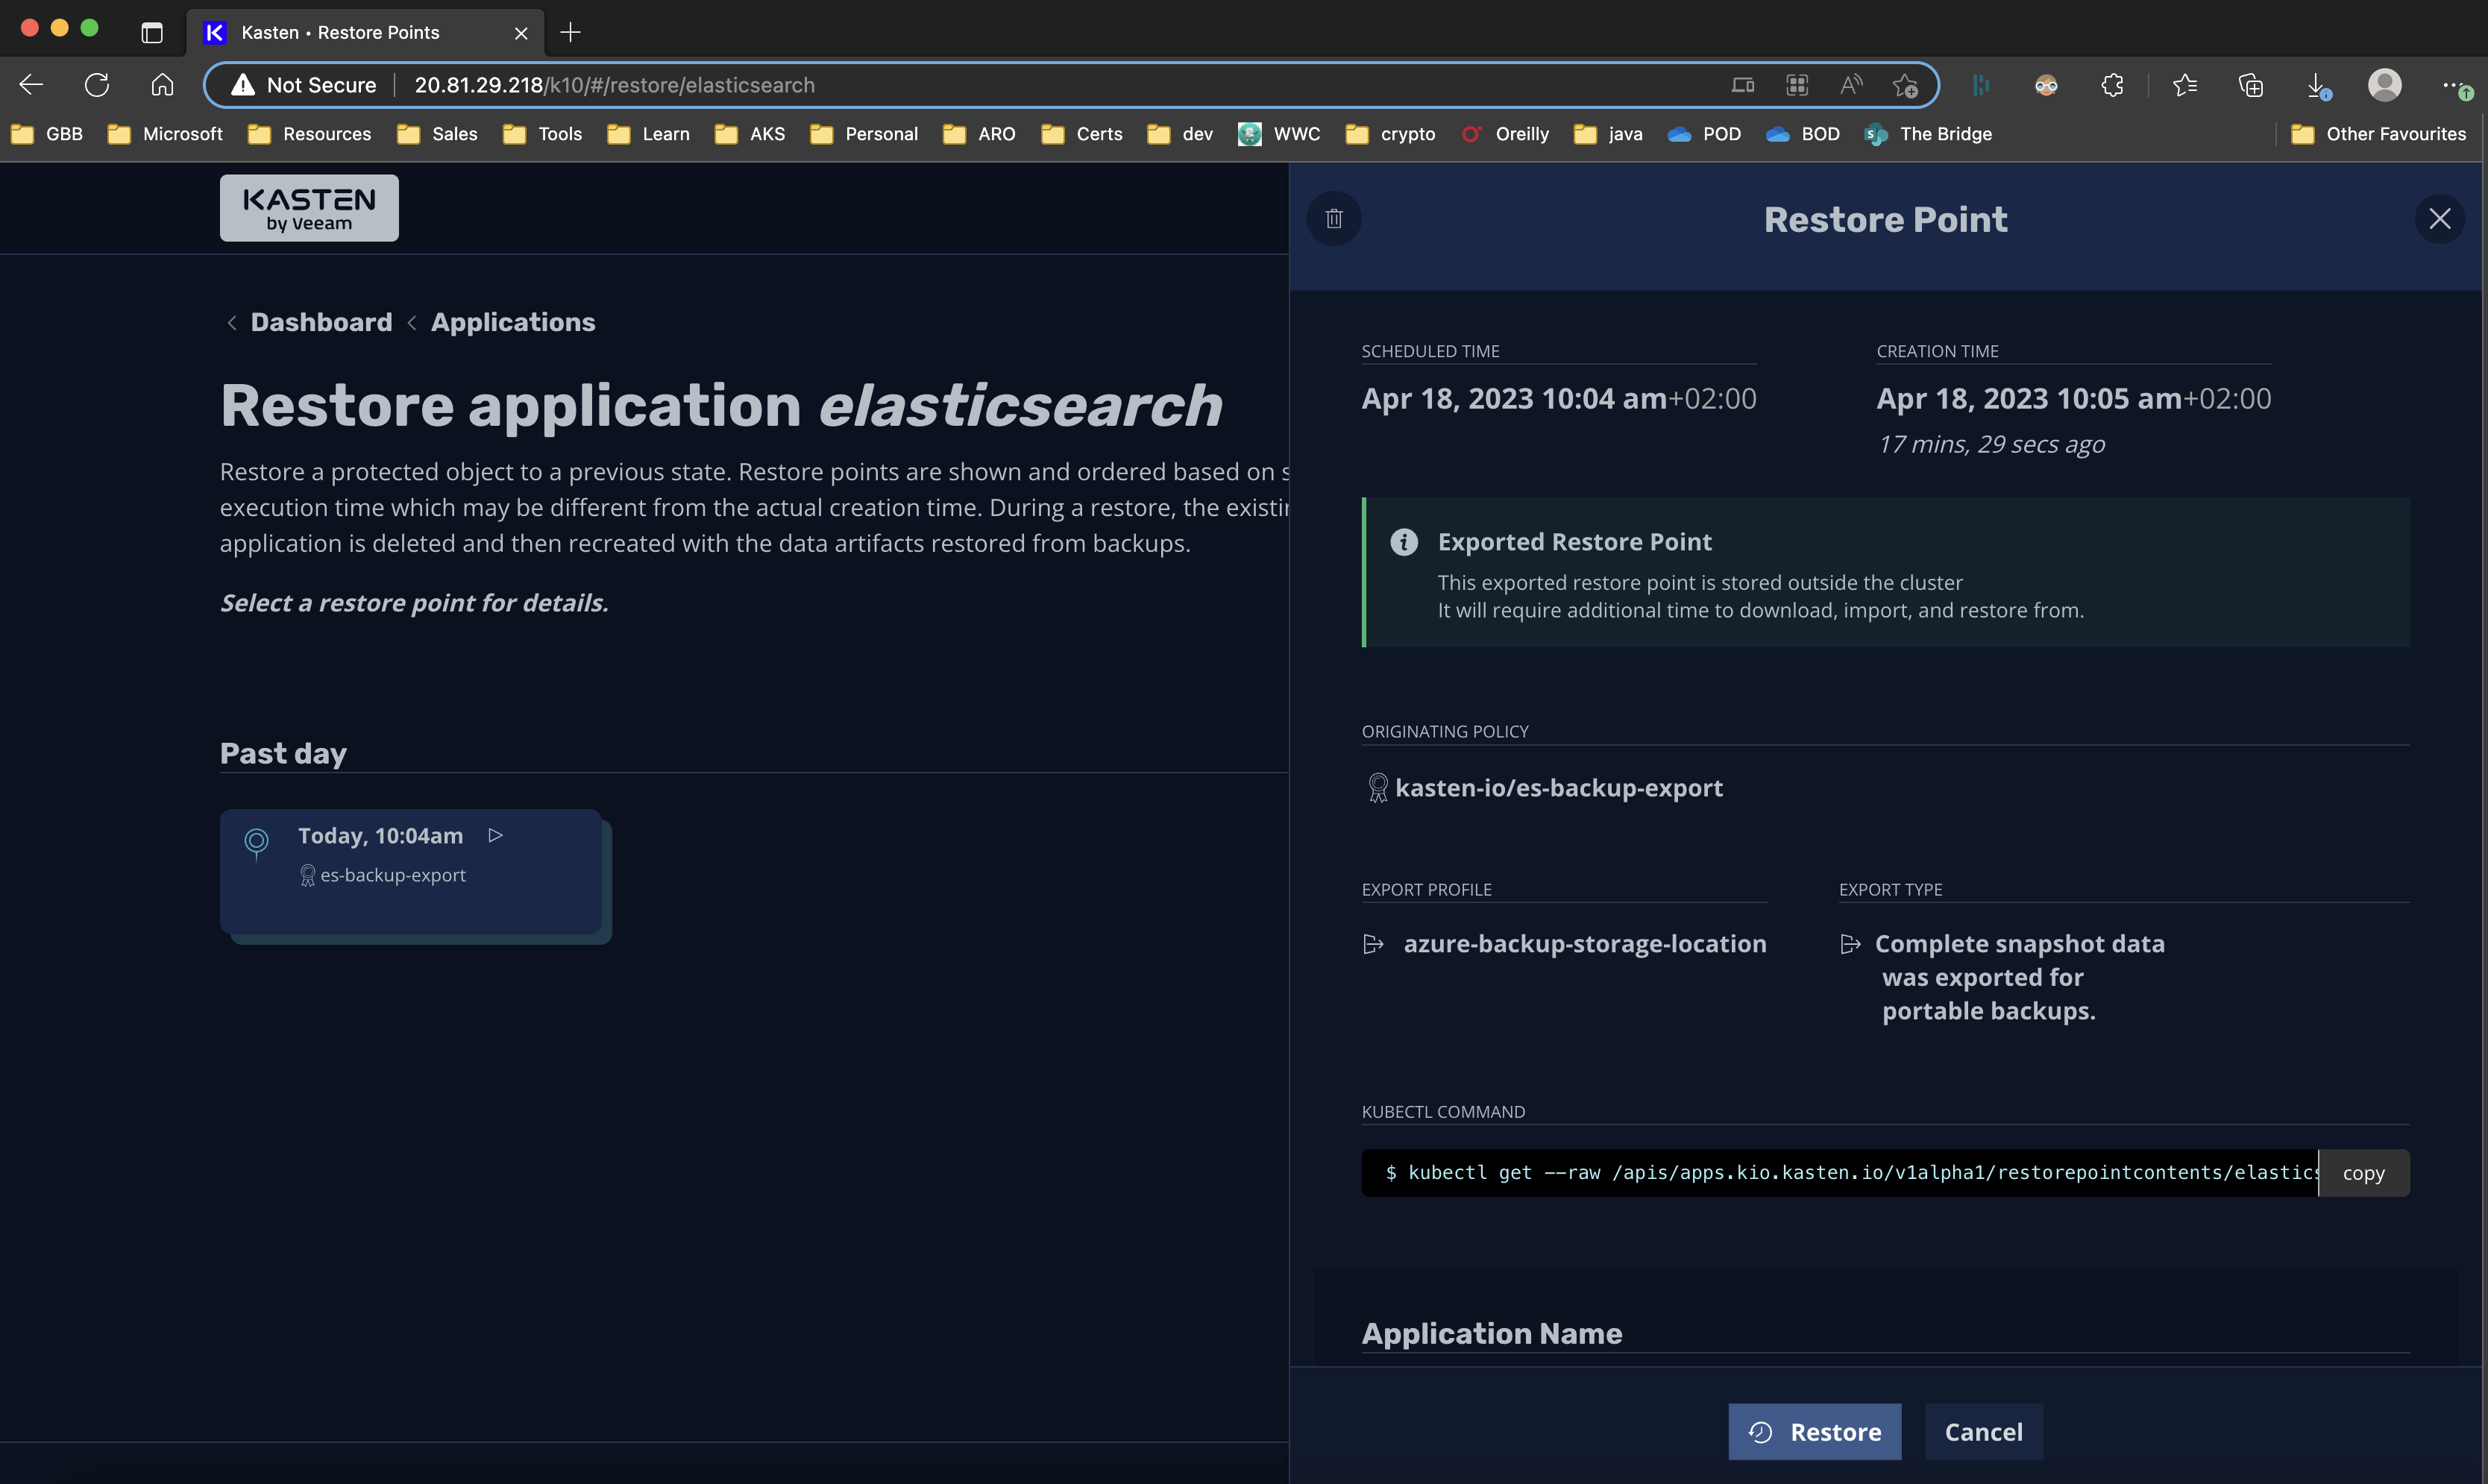 Kasten • Restore Points
Not Secure
20.81.29.218/k10/#/restore/elasticsearch
GBB
Microsoft
Resources
Sales
Tools
Learn
AKS
Personal
ARO
Certs
dev
WWC
crypto
Oreilly
java
POD
BOD
The Bridge
Other Favourites
KASTEN
by Veeam
Dashboard
Applications
Restore application elasticsearch
Restore a protected object to a previous state. Restore points are shown and ordered based on
execution time which may be different from the actual creation time. During a restore, the
application is deleted and then recreated with the data artifacts restored from backups.
Select a restore point for details.
Past day
Today, 10:04am
es-backup-export
Restore Point
SCHEDULED TIME
Apr 18, 2023 10:04 am+02:00
CREATION TIME
Apr 18, 2023 10:05 am+02:00
17 mins, 29 secs ago
Exported Restore Point
This exported restore point is stored outside the cluster
It will require additional time to download, import, and restore from.
ORIGINATING POLICY
kasten-io/es-backup-export
EXPORT PROFILE
azure-backup-storage-location
EXPORT TYPE
Complete snapshot data
was exported for
portable backups.
KUBECTL COMMAND
$ kubectl get --raw /apis/apps.kio.kasten.io/v1alpha1/restorepointcontents/elastics
copy
Application Name
Restore
Cancel